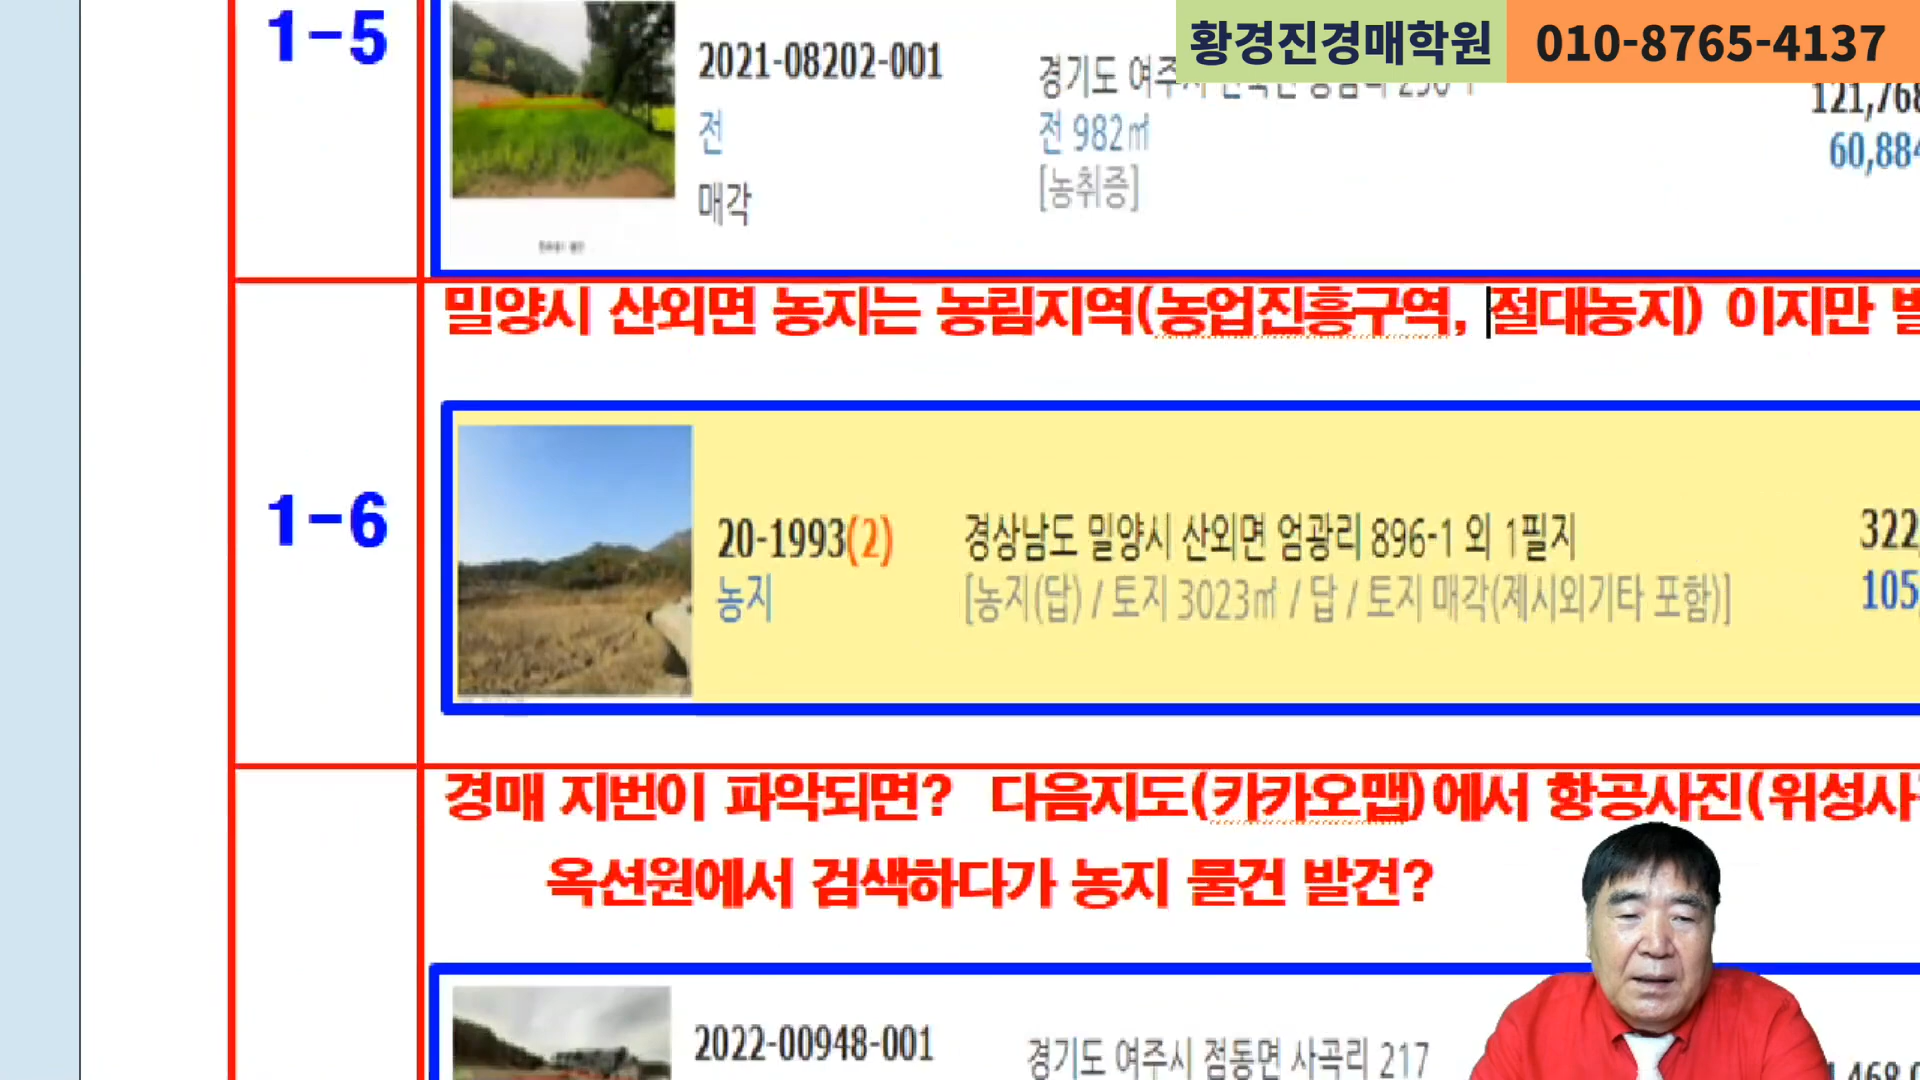 황경진경매학원 010-8765-4137
1-5
2021-08202-001
전
매각
경기도
전 982㎡
[농취증]
121,768
60,884
밀양시 산외면 농지는 농림지역(농업진흥구역, 절대농지) 이지만
1-6
20-1993(2)
농지
경상남도 밀양시 산외면 엄광리 896-1 외 1필지
[농지(답) / 토지 3023㎡ / 답 / 토지 매각(제시외기타 포함)]
322,
105,
경매 지번이 파악되면? 다음지도(카카오맵)에서 항공사진(위성사
옥션원에서 검색하다가 농지 물건 발견?
2022-00948-001
경기도 여주시 점동면 사곡리 217